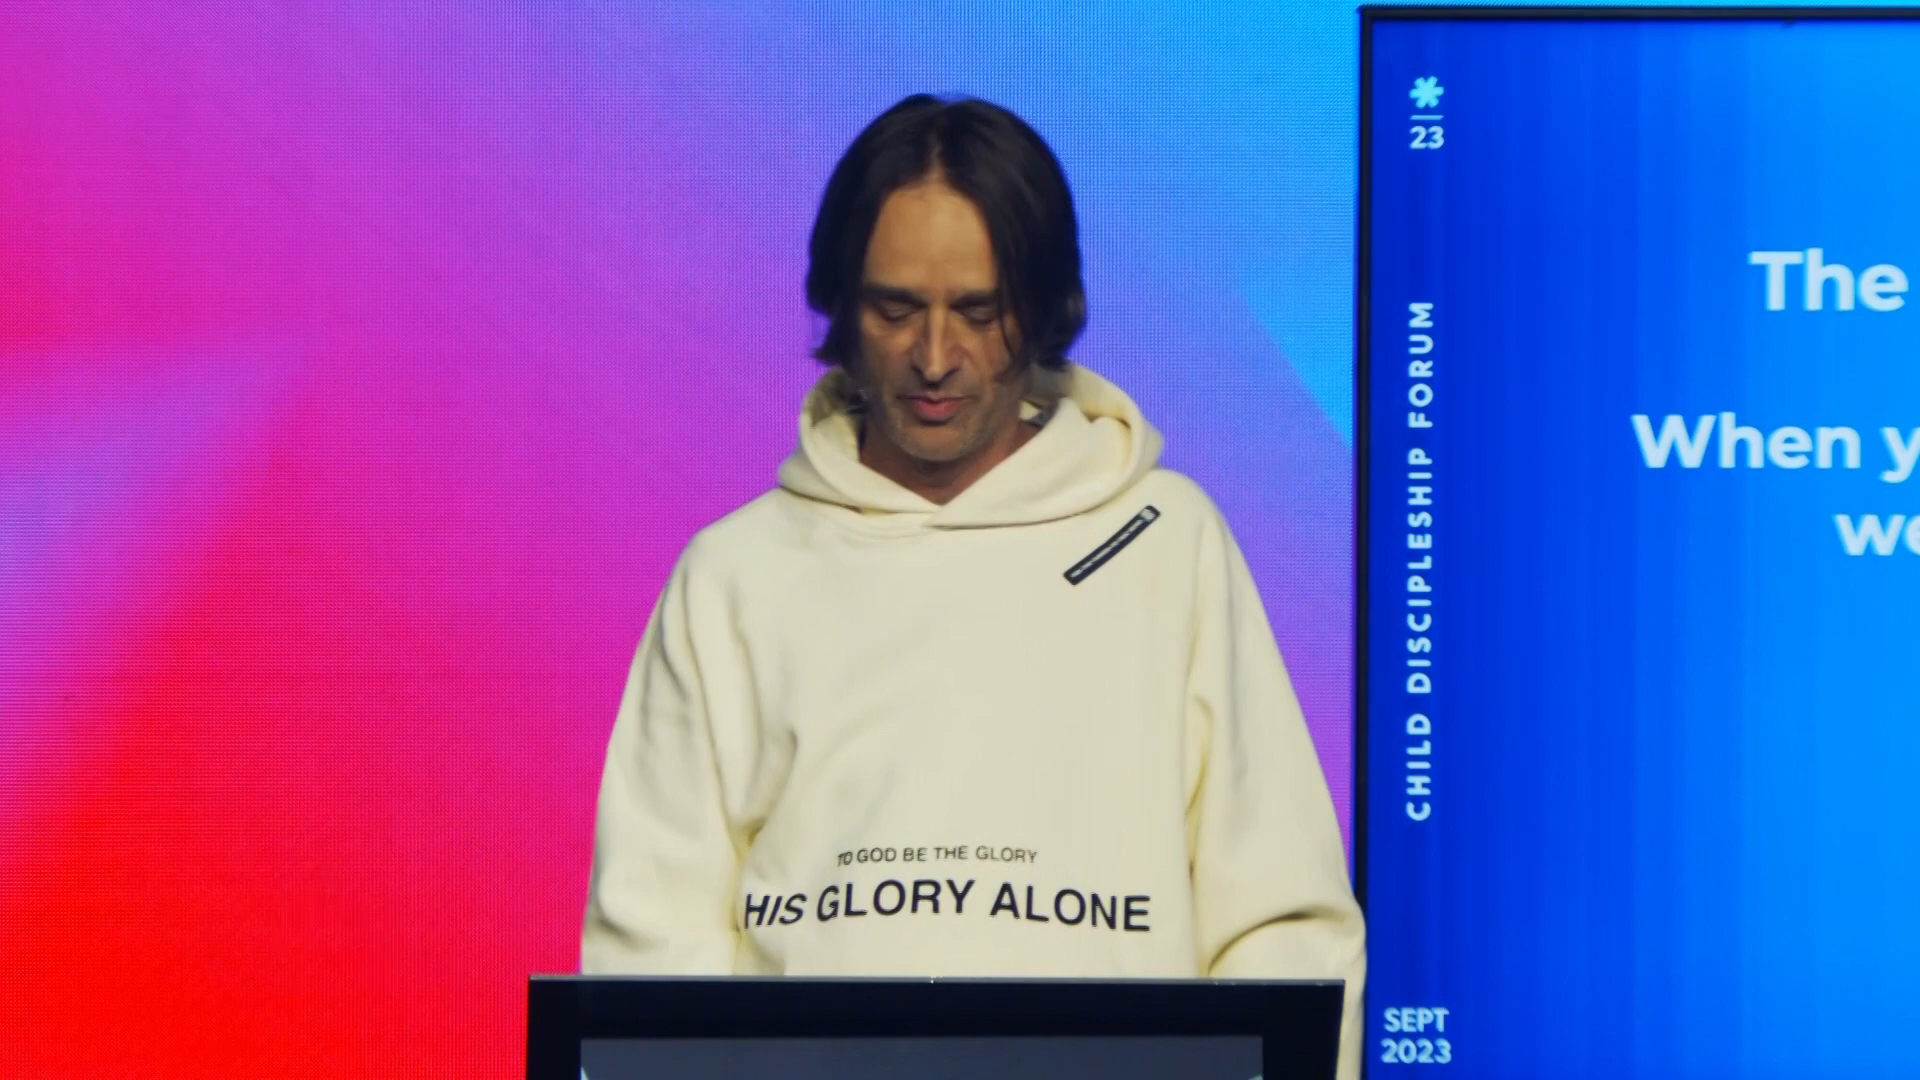 TO GOD BE THE GLORY
HIS GLORY ALONE
23
CHILD DISCIPLESHIP FORUM
SEPT
2023
The
When y
we